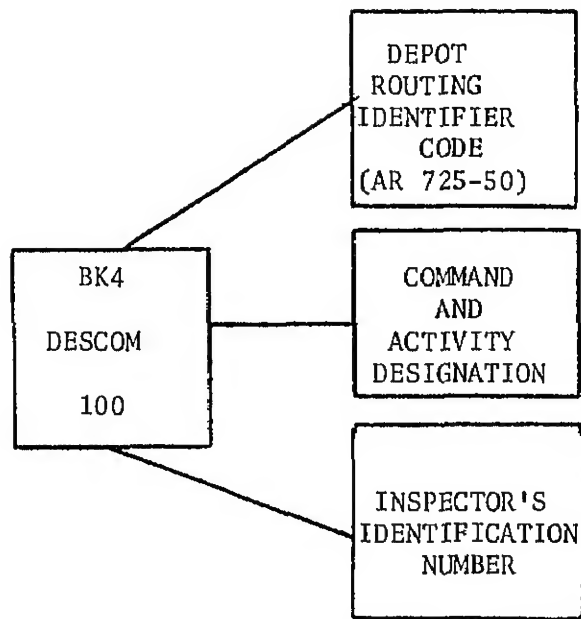 DEPOT
ROUTING
IDENTIFIER
CODE
(AR 725-50)
BK4
DESCOM
100
COMMAND
AND
ACTIVITY
DESIGNATION
INSPECTOR'S
IDENTIFICATION
NUMBER